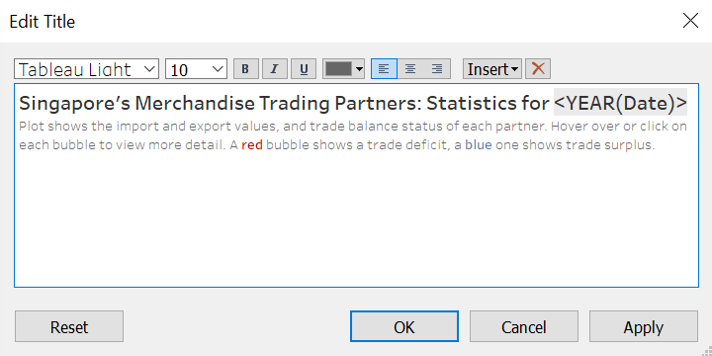 Edit Title
Tableau Light 10 B I U Insert
Singapore's Merchandise Trading Partners: Statistics for <YEAR(Date)>
Plot shows the import and export values, and trade balance status of each partner. Hover over or click on
each bubble to view more detail. A red bubble shows a trade deficit, a blue one shows trade surplus.
Reset OK Cancel Apply